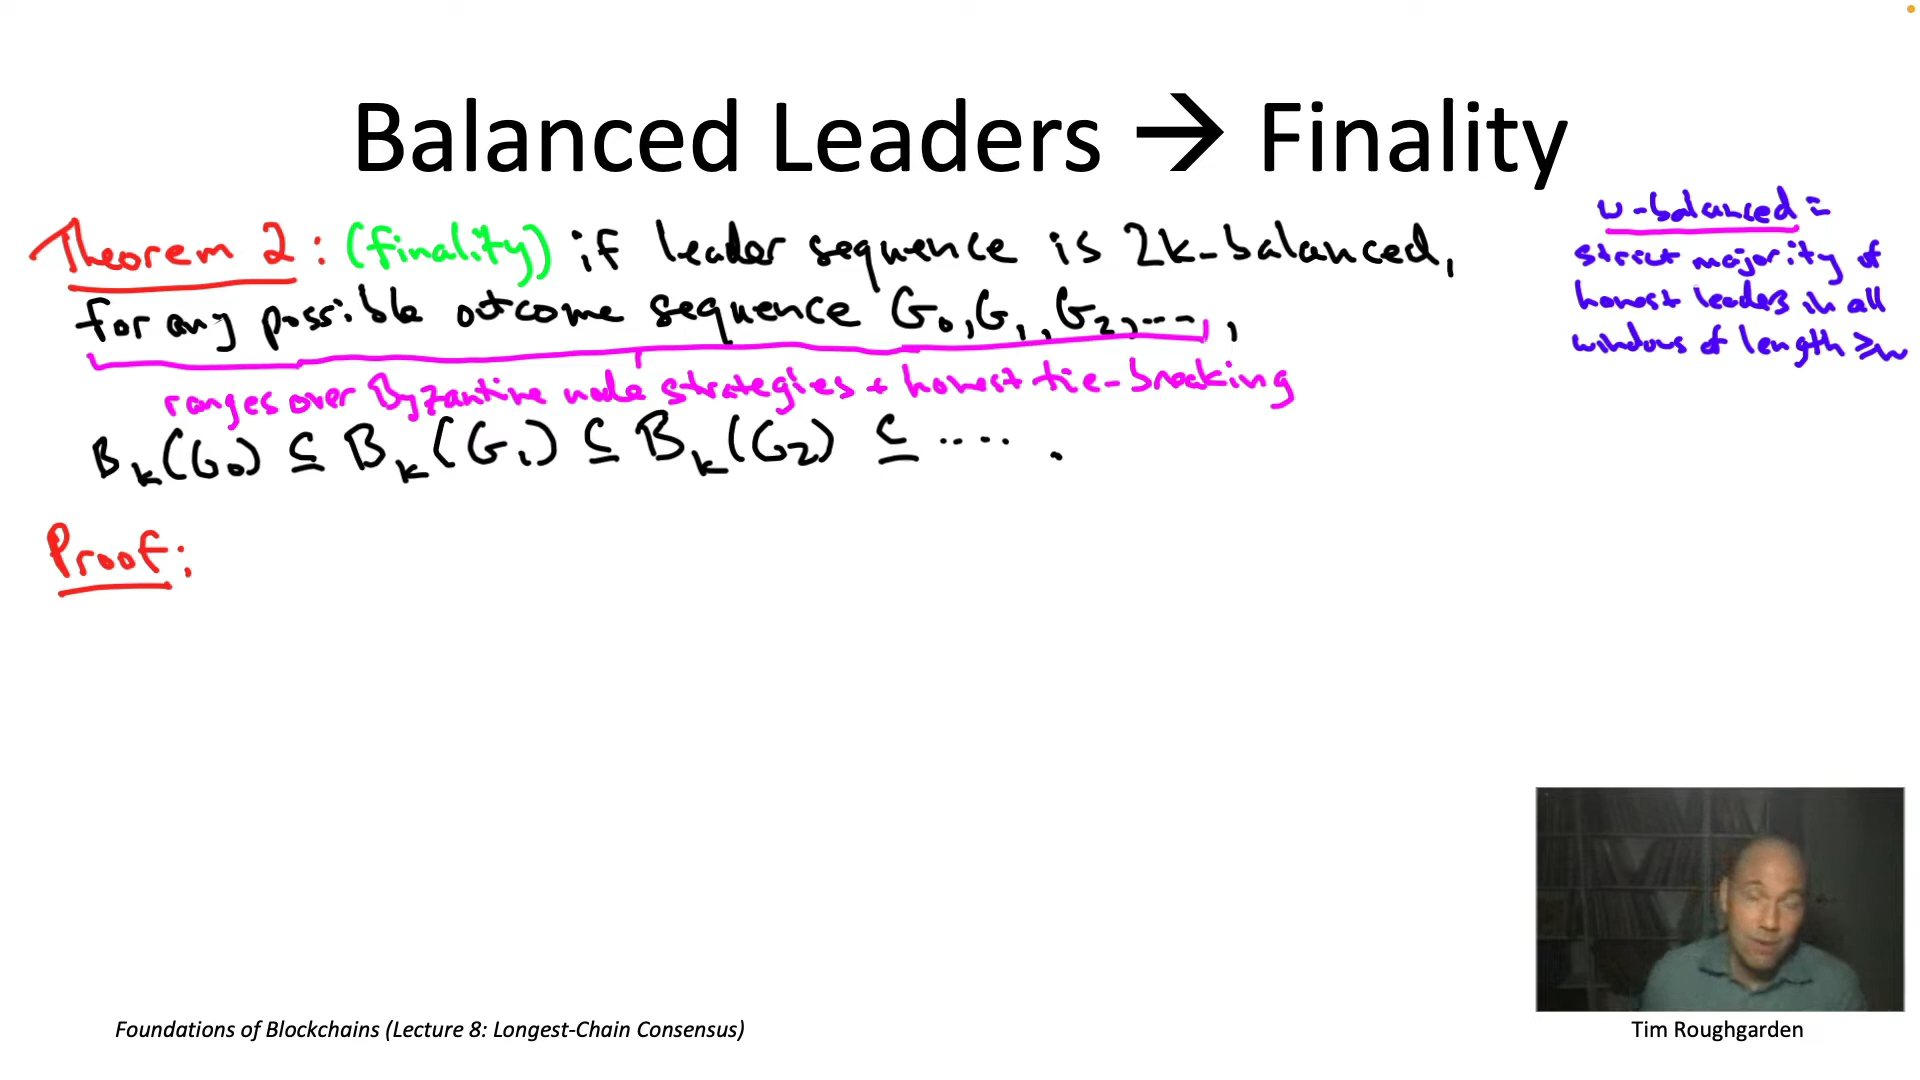 Balanced Leaders → Finality
Theorem 2: (finality) if leader sequence is 2k-balanced,
for any possible outcome sequence G₀,G₁,G₂,...,
ranges over Byzantine node strategies + honest tie-breaking
Bₖ(G₀) ⊆ Bₖ(G₁) ⊆ Bₖ(G₂) ⊆ .... .
w-balanced =
strict majority of
honest leaders in all
windows of length ≥w
Proof:
Foundations of Blockchains (Lecture 8: Longest-Chain Consensus)
Tim Roughgarden